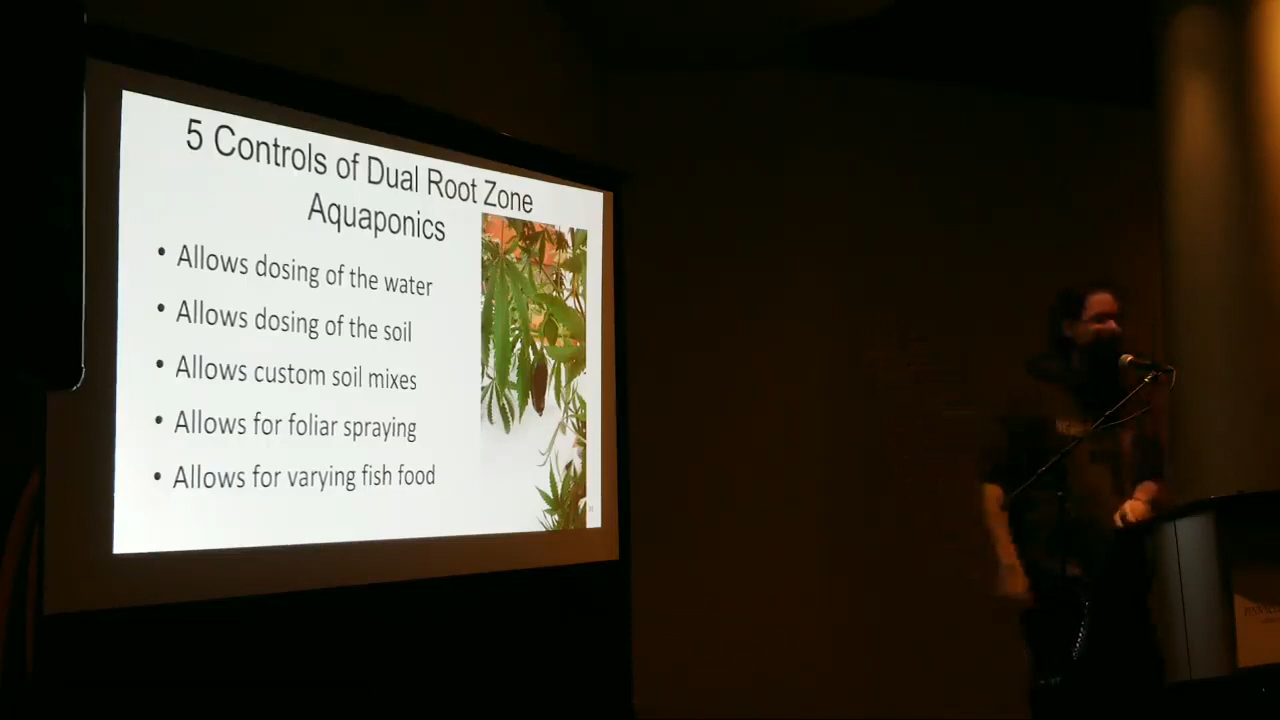 5 Controls of Dual Root Zone
Aquaponics
• Allows dosing of the water
• Allows dosing of the soil
• Allows custom soil mixes
• Allows for foliar spraying
• Allows for varying fish food